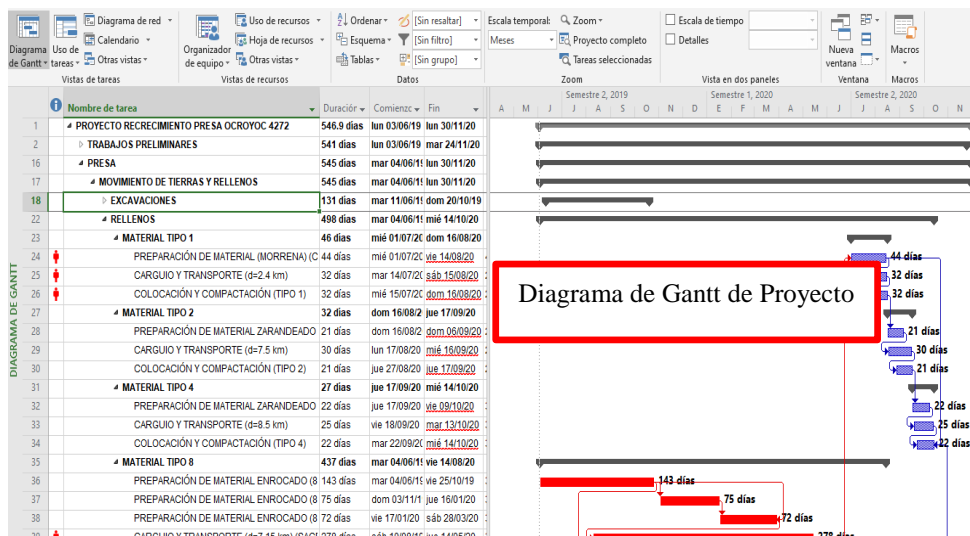 Diagrama de Gantt
Uso de tareas
Diagrama de red
Calendario
Otras vistas
Vistas de tareas
Organizador de equipo
Uso de recursos
Hoja de recursos
Otras vistas
Vistas de recursos
Ordenar
Esquema
Tablas
[Sin resaltar]
[Sin filtro]
[Sin grupo]
Datos
Escala temporal:
Meses
Zoom
Proyecto completo
Tareas seleccionadas
Zoom
Escala de tiempo
Detalles
Vista en dos paneles
Nueva ventana
Ventana
Macros
Macros
Semestre 2, 2019 Semestre 1, 2020 Semestre 2, 2020
Nombre de tarea Duración Comienzo Fin A M J J A S O N D E F M A M J J A S O N
1 PROYECTO RECRECIMIENTO PRESA OCROYOC 4272 546.9 días lun 03/06/19 lun 30/11/20
2 TRABAJOS PRELIMINARES 541 días lun 03/06/19 mar 24/11/20
16 PRESA 545 días mar 04/06/19 lun 30/11/20
17 MOVIMIENTO DE TIERRAS Y RELLENOS 545 días mar 04/06/19 lun 30/11/20
18 EXCAVACIONES 131 días mar 11/06/19 dom 20/10/19
22 RELLENOS 498 días mar 04/06/19 mié 14/10/20
23 MATERIAL TIPO 1 46 días mié 01/07/20 dom 16/08/20
24 PREPARACIÓN DE MATERIAL (MORRENA) (C 44 días mié 01/07/20 vie 14/08/20 44 días
25 CARGUIO Y TRANSPORTE (d=2.4 km) 32 días mar 14/07/20 sáb 15/08/20 32 días
26 COLOCACIÓN Y COMPACTACIÓN (TIPO 1) 32 días mié 15/07/20 dom 16/08/20 32 días
Diagrama de Gantt de Proyecto
27 MATERIAL TIPO 2 32 días dom 16/08/2 jue 17/09/20
28 PREPARACIÓN DE MATERIAL ZARANDEADO 21 días dom 16/08/2 dom 06/09/20 21 días
29 CARGUIO Y TRANSPORTE (d=7.5 km) 30 días lun 17/08/20 mié 16/09/20 30 días
30 COLOCACIÓN Y COMPACTACIÓN (TIPO 2) 21 días jue 27/08/20 jue 17/09/20 21 días
31 MATERIAL TIPO 4 27 días jue 17/09/20 mié 14/10/20
32 PREPARACIÓN DE MATERIAL ZARANDEADO 22 días jue 17/09/20 vie 09/10/20 22 días
33 CARGUIO Y TRANSPORTE (d=8.5 km) 25 días vie 18/09/20 mar 13/10/20 25 días
34 COLOCACIÓN Y COMPACTACIÓN (TIPO 4) 22 días mar 22/09/20 mié 14/10/20 22 días
35 MATERIAL TIPO 8 437 días mar 04/06/19 vie 14/08/20
36 PREPARACIÓN DE MATERIAL ENROCADO (8 143 días mar 04/06/19 vie 25/10/19 143 días
37 PREPARACIÓN DE MATERIAL ENROCADO (8 75 días dom 03/11/1 jue 16/01/20 75 días
38 PREPARACIÓN DE MATERIAL ENROCADO (8 72 días vie 17/01/20 sáb 28/03/20 72 días
DIAGRAMA DE GANTT